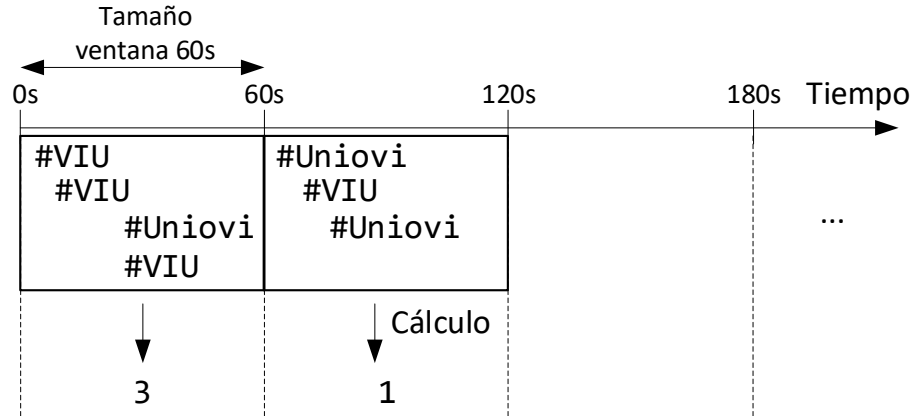 Tamaño
ventana 60s
0s 60s 120s 180s Tiempo
#VIU #Uniovi
#VIU #VIU
#Uniovi #Uniovi ...
#VIU
Cálculo
3 1